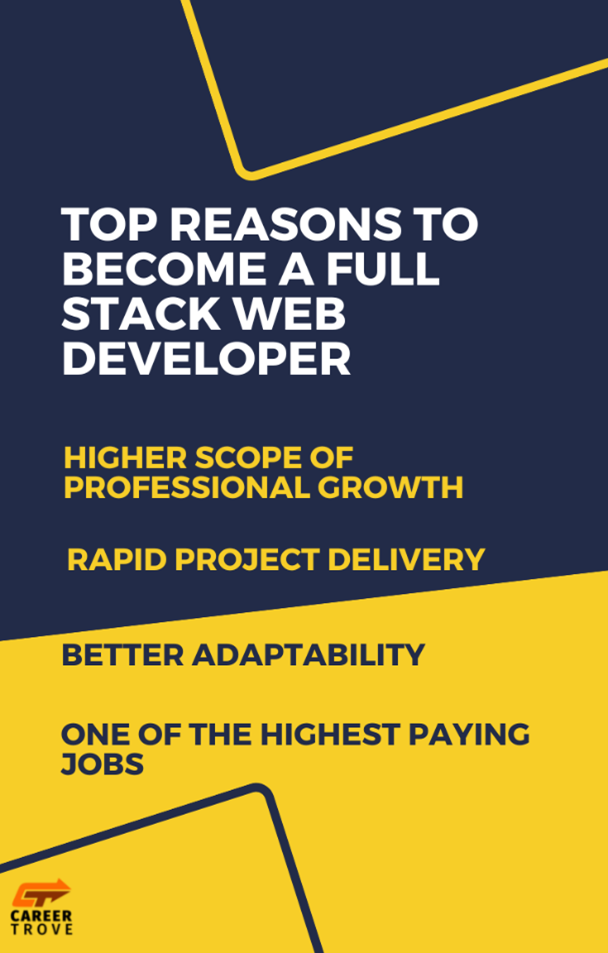 TOP REASONS TO
BECOME A FULL
STACK WEB
DEVELOPER
HIGHER SCOPE OF
PROFESSIONAL GROWTH
RAPID PROJECT DELIVERY
BETTER ADAPTABILITY
ONE OF THE HIGHEST PAYING
JOBS
CAREER
TROVE